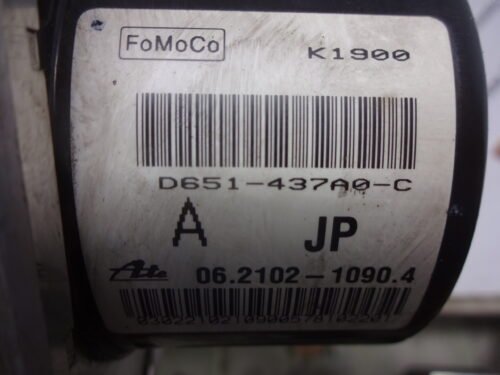 FoMoCo K1900
D651-437A0-C
A JP
Ate 06.2102-1090.4